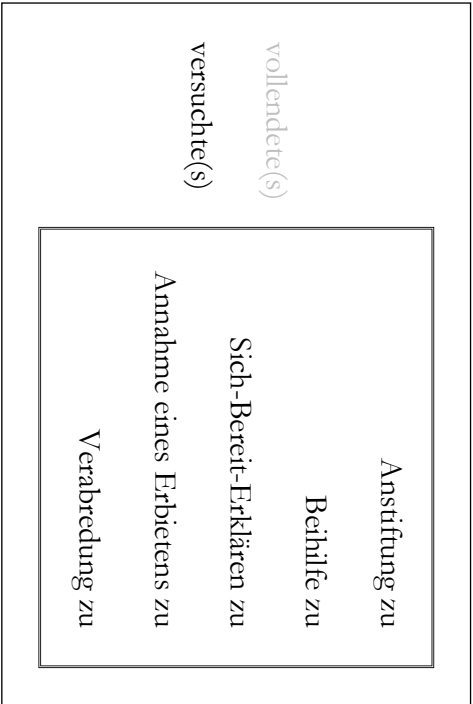 vollendete(s)
versuchte(s)
Anstiftung zu
Beihilfe zu
Sich-Bereit-Erklären zu
Annahme eines Erbietens zu
Verabredung zu